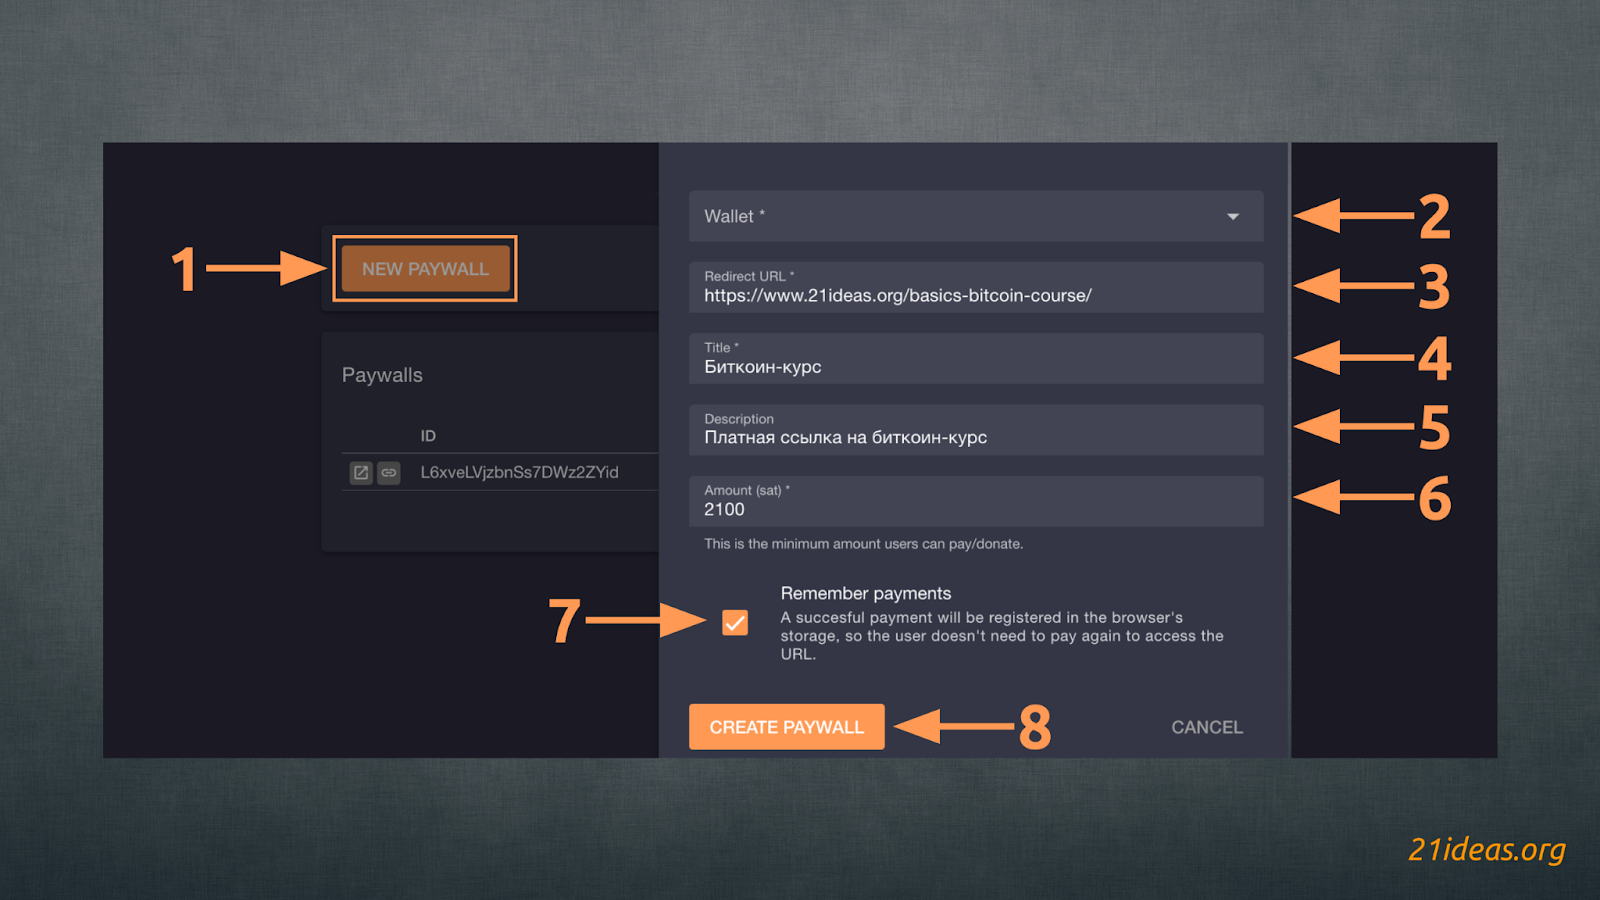 1
NEW PAYWALL
Paywalls
ID
L6xveLVjzbnSs7DWz2ZYid
Wallet *
2
Redirect URL *
https://www.21ideas.org/basics-bitcoin-course/
3
Title *
Биткоин-курс
4
Description
Платная ссылка на биткоин-курс
5
Amount (sat) *
2100
6
This is the minimum amount users can pay/donate.
7
Remember payments
A succesful payment will be registered in the browser's
storage, so the user doesn't need to pay again to access the
URL.
CREATE PAYWALL
8
CANCEL
21ideas.org